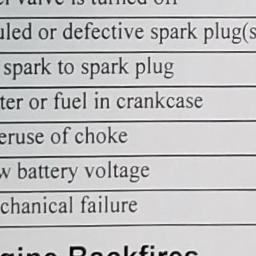 valve is turned off
uled or defective spark plug(s
spark to spark plug
ter or fuel in crankcase
eruse of choke
w battery voltage
chanical failure
gine Backfires